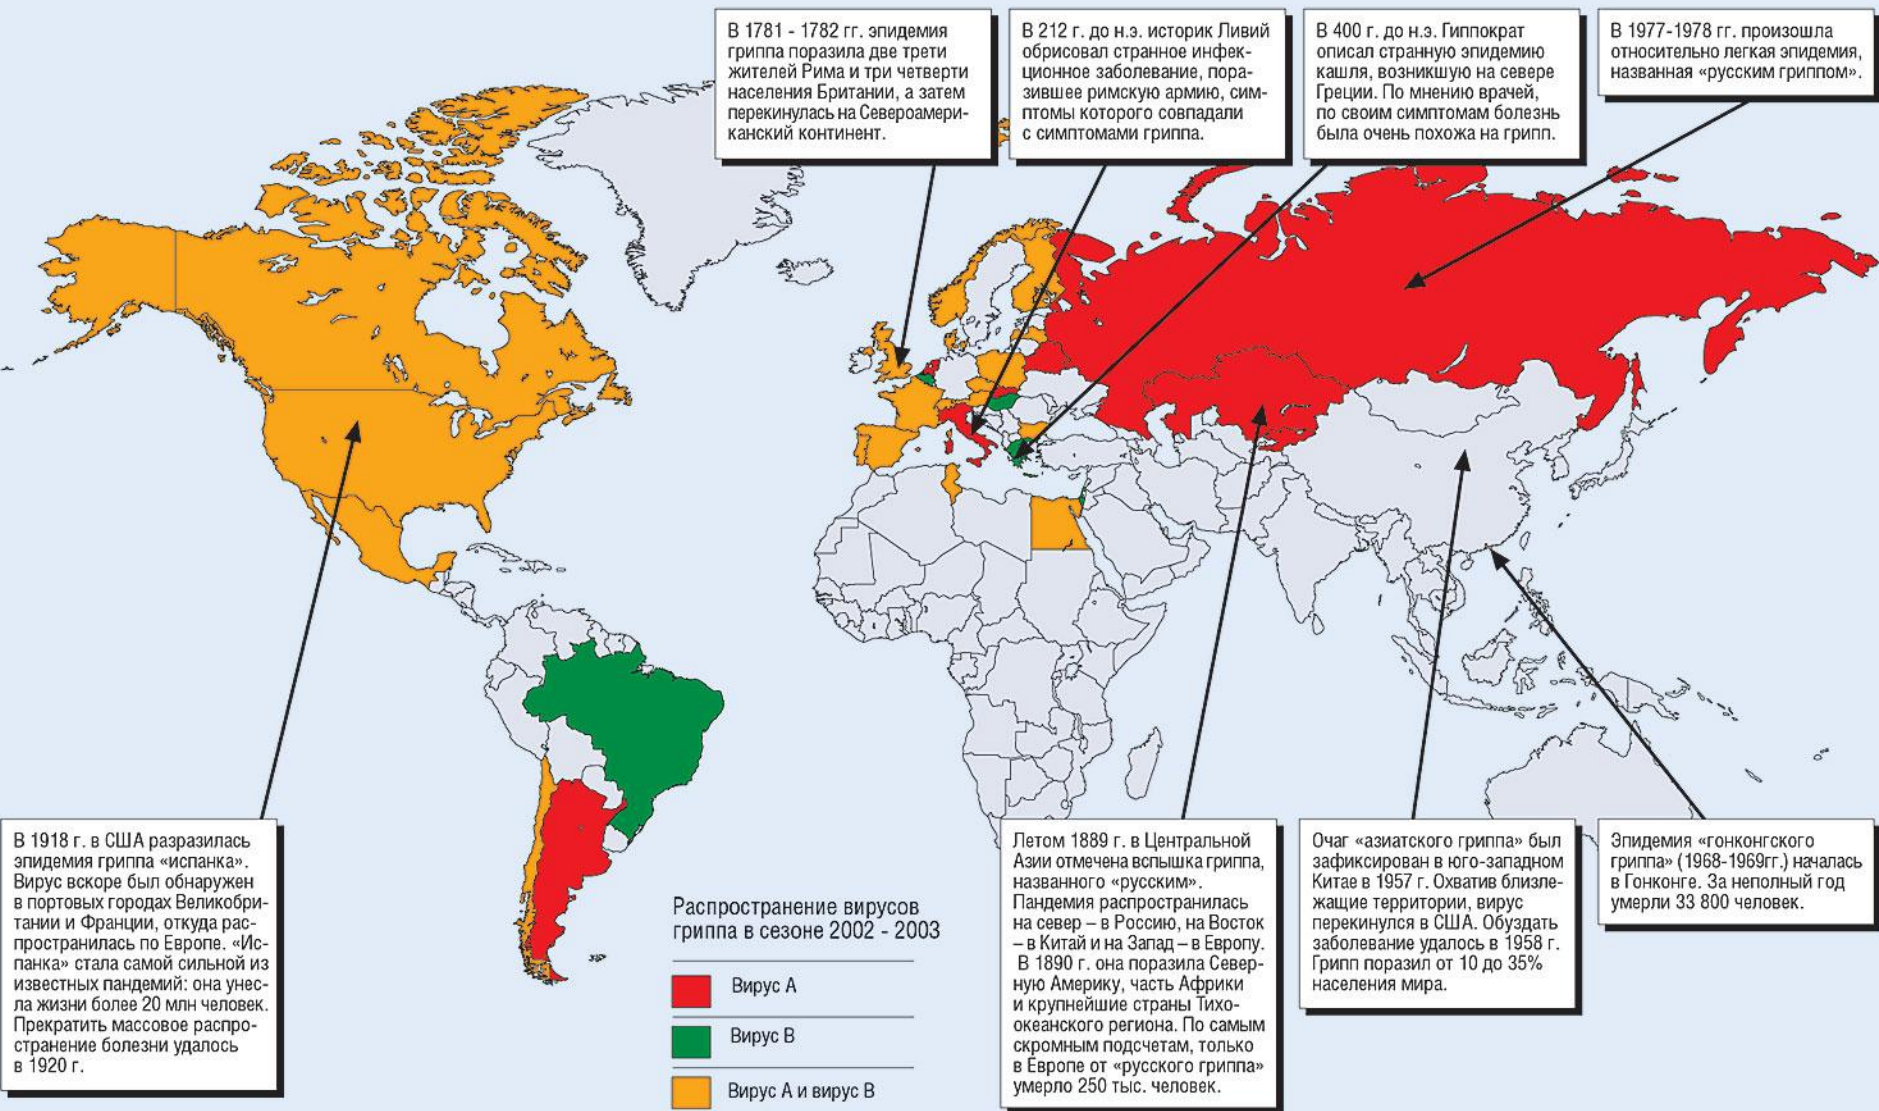 В 1781 - 1782 гг. эпидемия
гриппа поразила две трети
жителей Рима и три четверти
населения Британии, а затем
перекинулась на Североамери-
канский континент.
В 212 г. до н.э. историк Ливий
обрисовал странное инфек-
ционное заболевание, пора-
зившее римскую армию, сим-
птомы которого совпадали
с симптомами гриппа.
В 400 г. до н.э. Гиппократ
описал странную эпидемию
кашля, возникшую на севере
Греции. По мнению врачей,
по своим симптомам болезнь
была очень похожа на грипп.
В 1977-1978 гг. произошла
относительно легкая эпидемия,
названная «русским гриппом».
В 1918 г. в США разразилась
эпидемия гриппа «испанка».
Вирус вскоре был обнаружен
в портовых городах Великобри-
тании и Франции, откуда рас-
пространилась по Европе. «Ис-
панка» стала самой сильной из
известных пандемий: она унес-
ла жизни более 20 млн человек.
Прекратить массовое распро-
странение болезни удалось
в 1920 г.
Распространение вирусов
гриппа в сезоне 2002 - 2003
Вирус А
Вирус В
Вирус А и вирус В
Летом 1889 г. в Центральной
Азии отмечена вспышка гриппа,
названного «русским».
Пандемия распространилась
на север – в Россию, на Восток
– в Китай и на Запад – в Европу.
В 1890 г. она поразила Север-
ную Америку, часть Африки
и крупнейшие страны Тихо-
океанского региона. По самым
скромным подсчетам, только
в Европе от «русского гриппа»
умерло 250 тыс. человек.
Очаг «азиатского гриппа» был
зафиксирован в юго-западном
Китае в 1957 г. Охватив близле-
жащие территории, вирус
перекинулся в США. Обуздать
заболевание удалось в 1958 г.
Грипп поразил от 10 до 35%
населения мира.
Эпидемия «гонконгского
гриппа» (1968-1969гг.) началась
в Гонконге. За неполный год
умерли 33 800 человек.